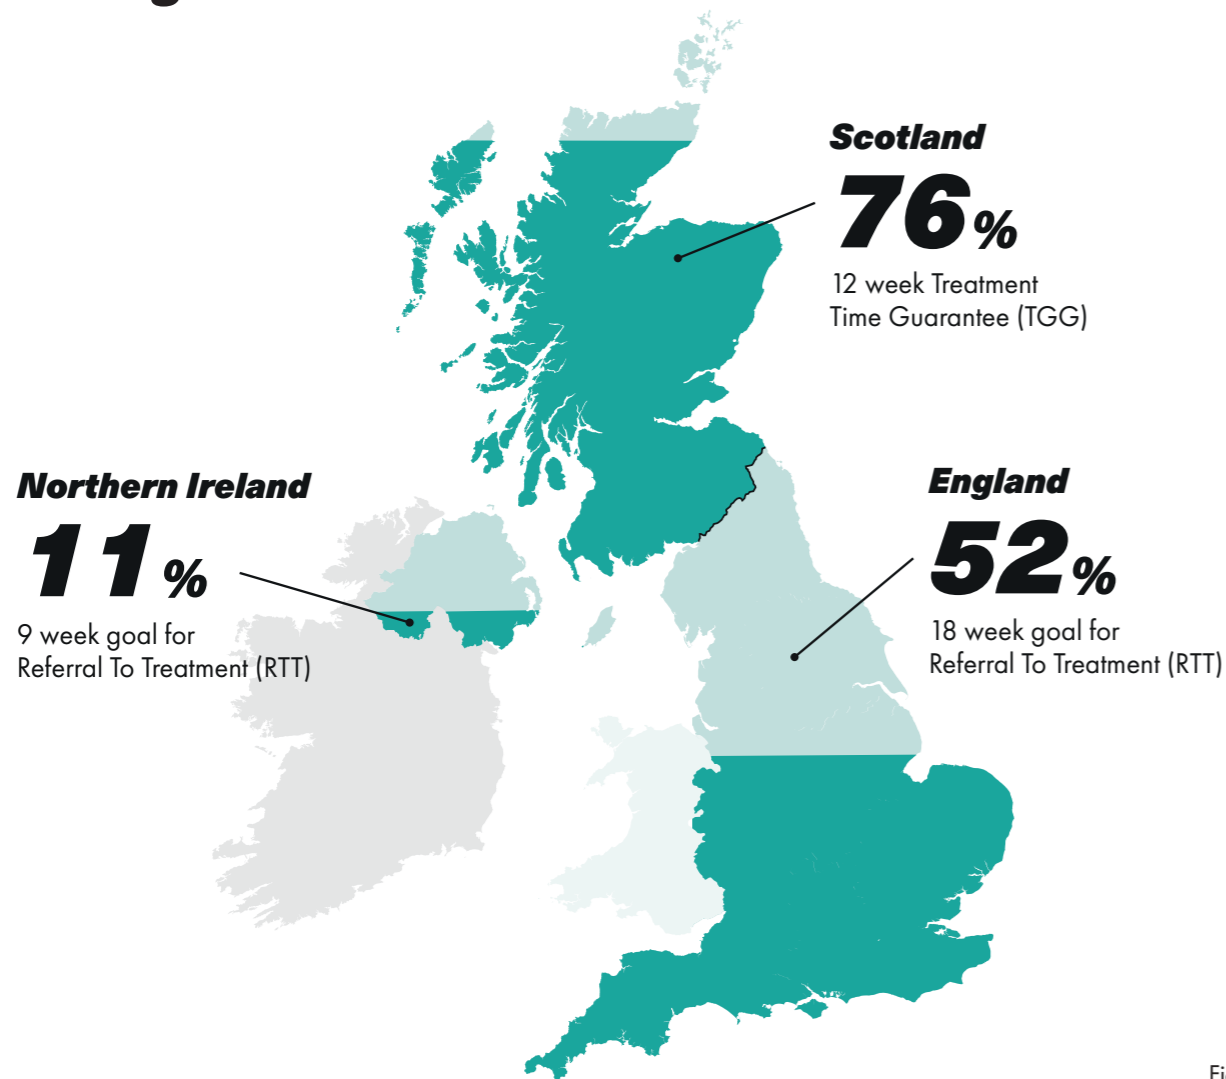 Scotland
76%
12 week Treatment
Time Guarantee (TGG)
Northern Ireland
11%
9 week goal for
Referral To Treatment (RTT)
England
52%
18 week goal for
Referral To Treatment (RTT)